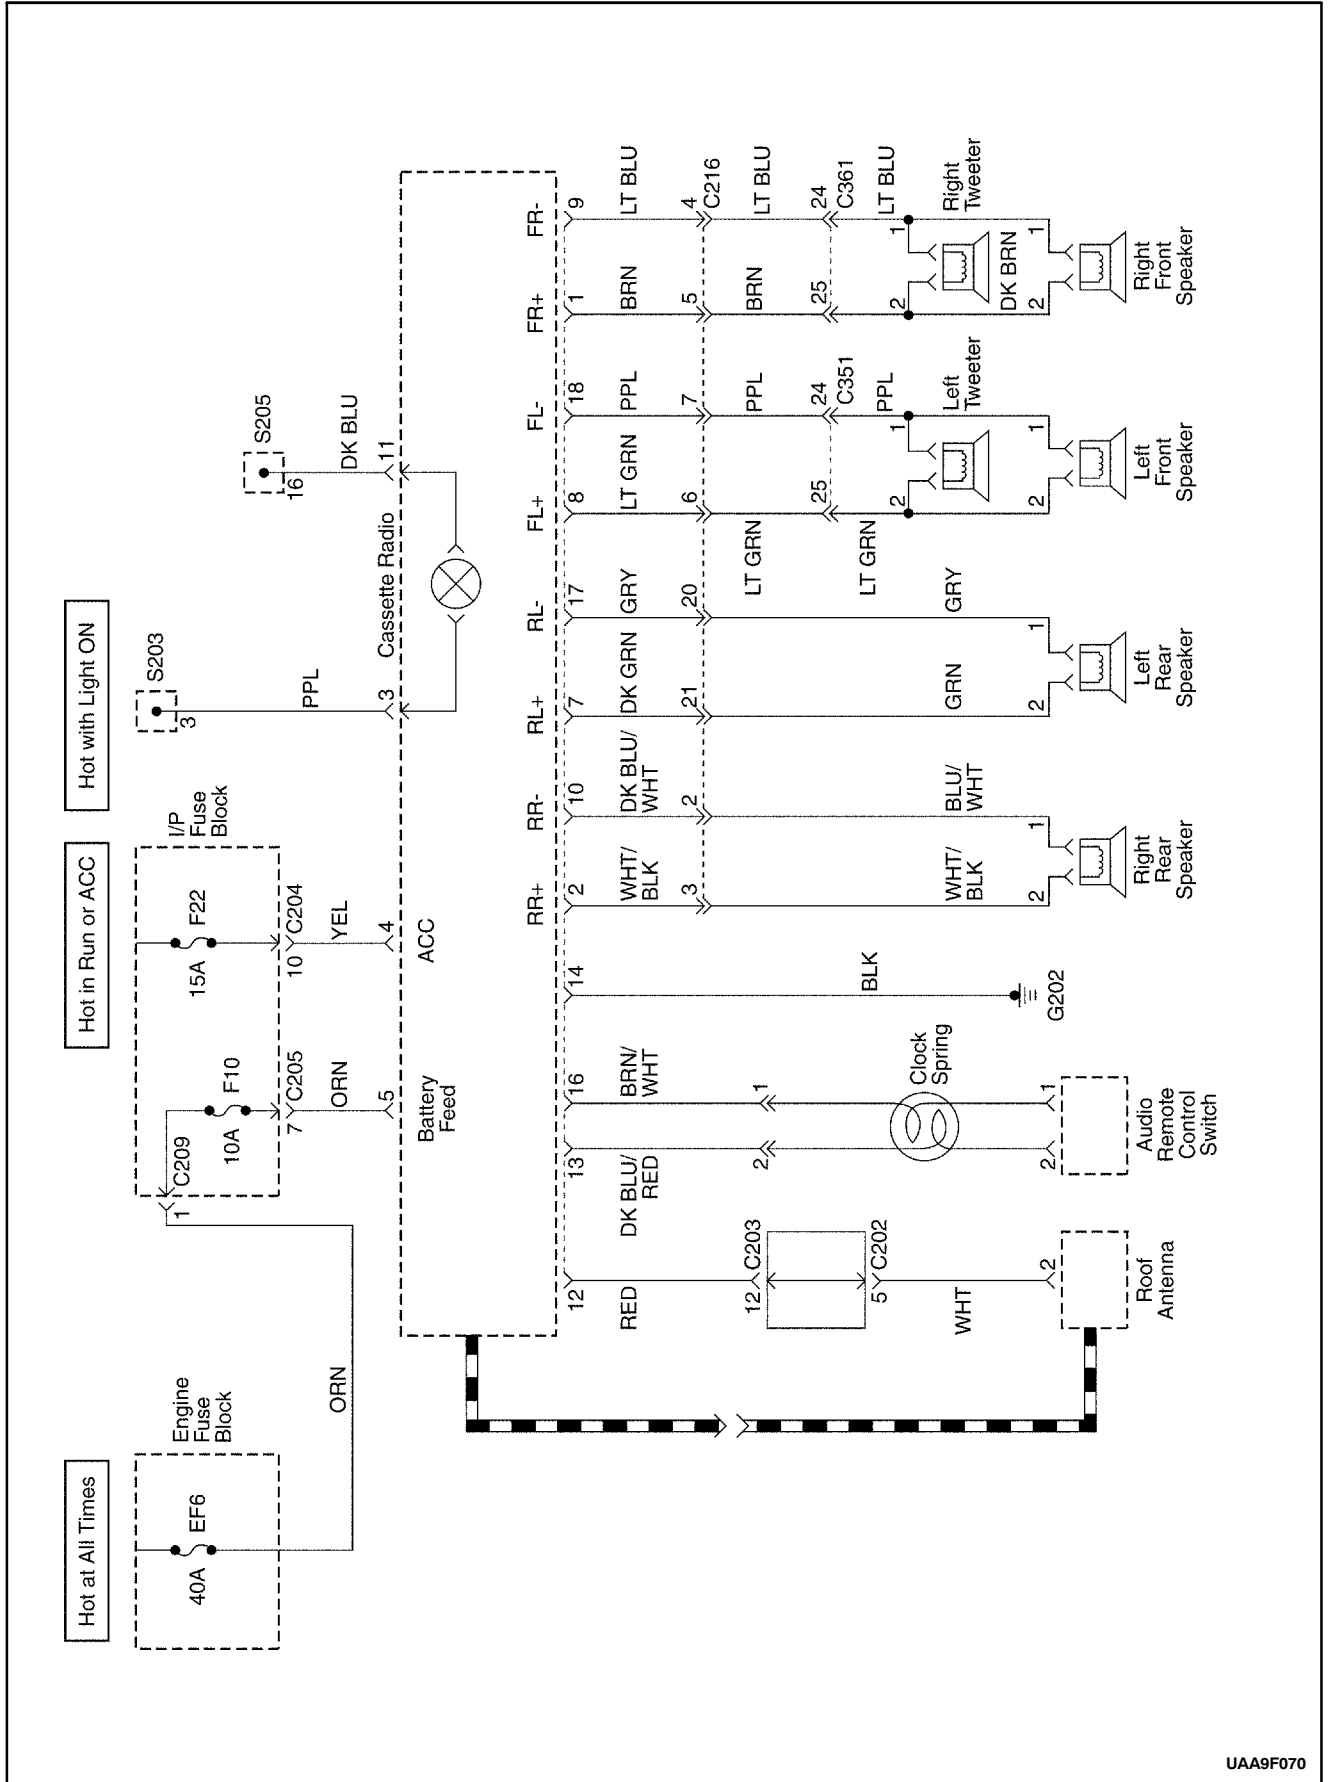 Hot at All Times
Hot in Run or ACC
Hot with Light ON
Engine
Fuse
Block
EF6
40A
ORN
1
C209
F10
10A
7
C205
ORN
5
Battery
Feed
I/P
Fuse
Block
F22
15A
10
C204
YEL
4
ACC
S203
3
PPL
3
Cassette Radio
S205
16
DK BLU
11
RR+
RR-
RL+
RL-
FL+
FL-
FR+
FR-
12
13
16
14
2
10
7
17
8
18
1
9
RED
DK BLU/
RED
BRN/
WHT
WHT/
BLK
DK BLU/
WHT
DK GRN
GRY
LT GRN
PPL
BRN
LT BLU
3
2
21
20
6
7
5
4
C216
12
C203
2
1
LT GRN
PPL
BRN
LT BLU
25
24
C351
25
24
C361
5
C202
WHT
Clock
Spring
BLK
G202
LT GRN
PPL
LT BLU
2
1
Left
Tweeter
2
1
Right
Tweeter
DK BRN
WHT/
BLK
BLU/
WHT
GRN
GRY
2
2
1
2
1
2
1
2
1
2
1
Roof
Antenna
Audio
Remote
Control
Switch
Right
Rear
Speaker
Left
Rear
Speaker
Left
Front
Speaker
Right
Front
Speaker
UAA9F070